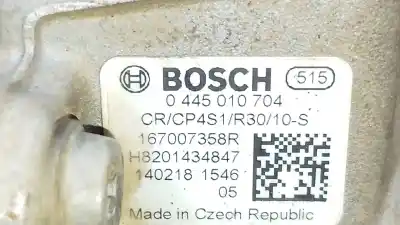 BOSCH 515
0 445 010 704
CR/CP4S1/R30/10-S
167007358R
H8201434847
140218 1546
05
Made in Czech Republic